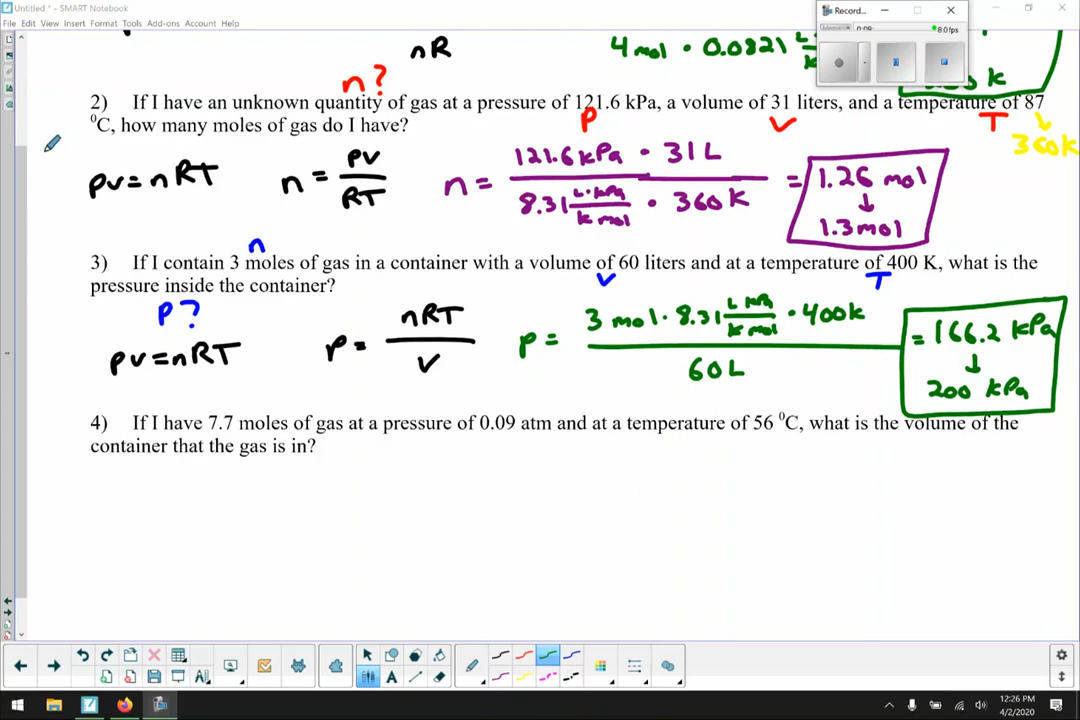 Untitled * - SMART Notebook
Record...
File Edit View Insert Format Tools Add-ons Account Help
8.0 fps
nR
4 mol · 0.0821
K
n?
2) If I have an unknown quantity of gas at a pressure of 121.6 kPa, a volume of 31 liters, and a temperature of 87
⁰C, how many moles of gas do I have?
P V T
360K
PV = nRT n = PV / RT n = 121.6 kPa · 31 L / 8.31 L·kPa / K mol · 360 K = 1.26 mol
↓
1.3 mol
n
3) If I contain 3 moles of gas in a container with a volume of 60 liters and at a temperature of 400 K, what is the
pressure inside the container?
V T
P?
PV = nRT P = nRT / V P = 3 mol · 8.31 L kPa / K mol · 400K / 60 L = 166.2 kPa
↓
200 kPa
4) If I have 7.7 moles of gas at a pressure of 0.09 atm and at a temperature of 56 ⁰C, what is the volume of the
container that the gas is in?
12:26 PM
4/2/2020